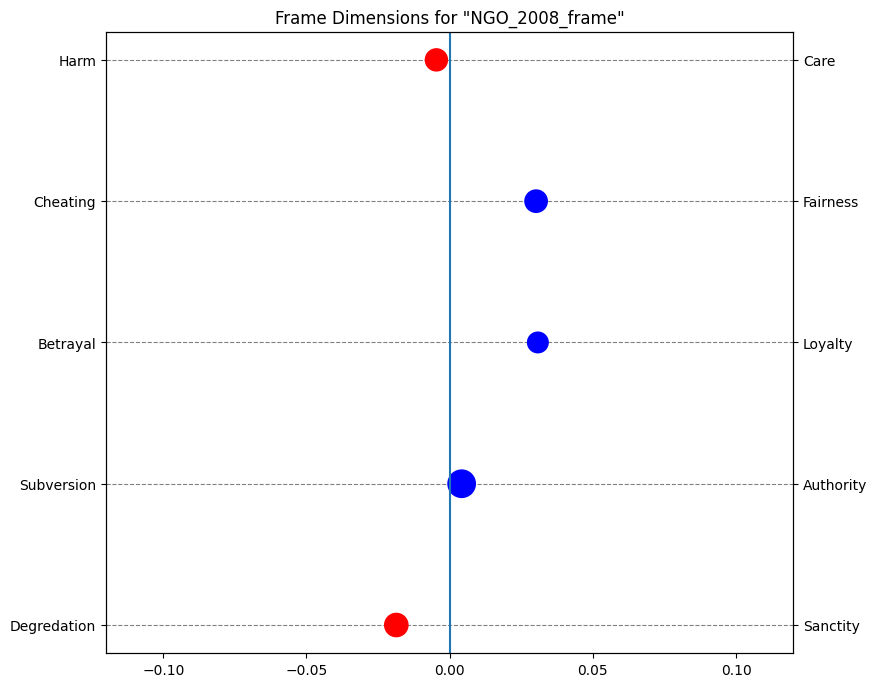 Frame Dimensions for "NGO_2008_frame"
Harm Care
Cheating Fairness
Betrayal Loyalty
Subversion Authority
Degredation Sanctity
−0.10 −0.05 0.00 0.05 0.10